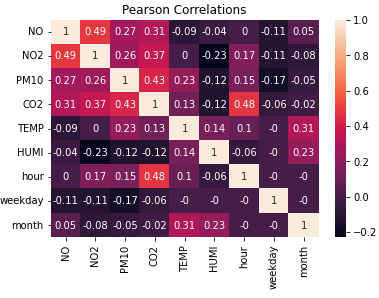 Pearson Correlations
NO 1 0.49 0.27 0.31 -0.09 -0.04 0 -0.11 0.05
NO2 0.49 1 0.26 0.37 0 -0.23 0.17 -0.11 -0.08
PM10 0.27 0.26 1 0.43 0.23 -0.12 0.15 -0.17 -0.05
CO2 0.31 0.37 0.43 1 0.13 -0.12 0.48 -0.06 -0.02
TEMP -0.09 0 0.23 0.13 1 0.14 0.1 -0 0.31
HUMI -0.04 -0.23 -0.12 -0.12 0.14 1 -0.06 -0 0.23
hour 0 0.17 0.15 0.48 0.1 -0.06 1 -0 -0
weekday -0.11 -0.11 -0.17 -0.06 -0 -0 -0 1 -0
month 0.05 -0.08 -0.05 -0.02 0.31 0.23 -0 -0 1
NO NO2 PM10 CO2 TEMP HUMI hour weekday month
1.0
0.8
0.6
0.4
0.2
0.0
−0.2